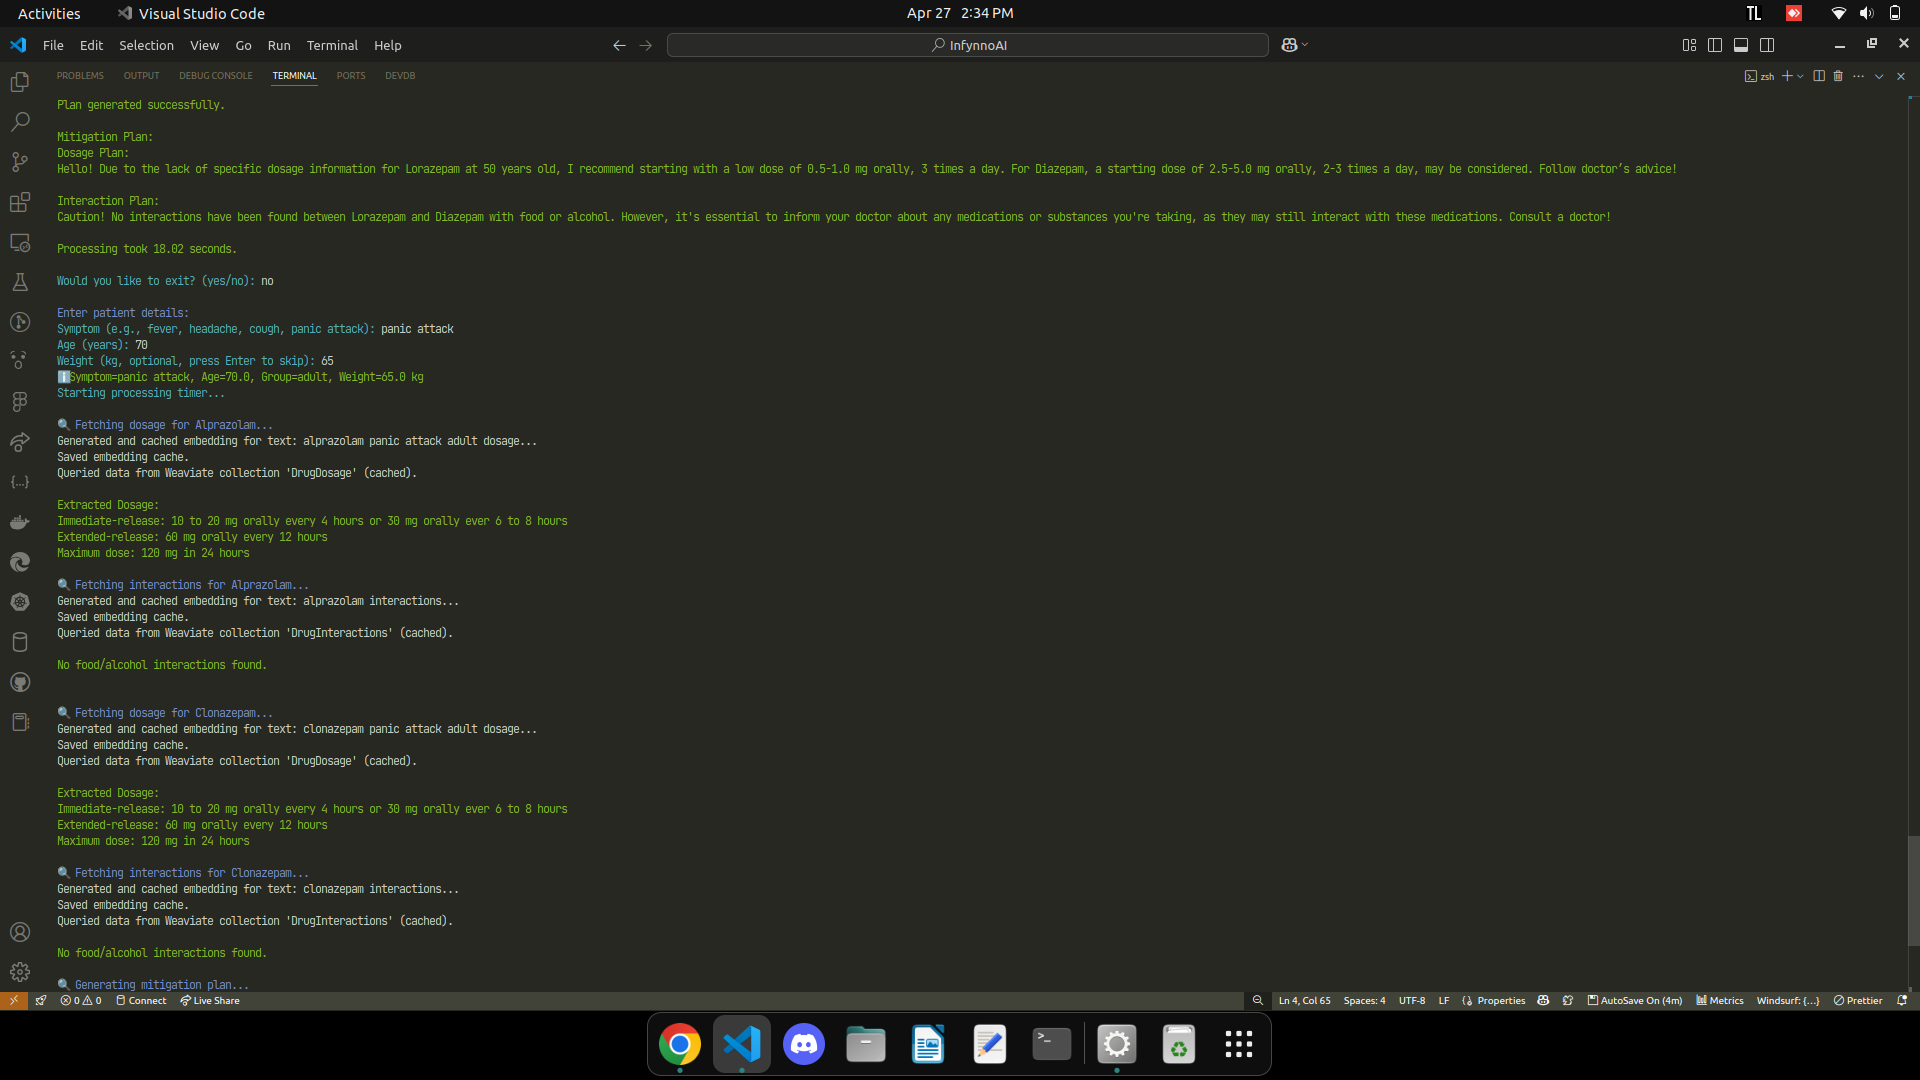 Activities
Visual Studio Code
Apr 27 2:34 PM
TL
File Edit Selection View Go Run Terminal Help
InfynnoAI
PROBLEMS OUTPUT DEBUG CONSOLE TERMINAL PORTS DEVDB
zsh
Plan generated successfully.
Mitigation Plan:
Dosage Plan:
Hello! Due to the lack of specific dosage information for Lorazepam at 50 years old, I recommend starting with a low dose of 0.5-1.0 mg orally, 3 times a day. For Diazepam, a starting dose of 2.5-5.0 mg orally, 2-3 times a day, may be considered. Follow doctor’s advice!
Interaction Plan:
Caution! No interactions have been found between Lorazepam and Diazepam with food or alcohol. However, it's essential to inform your doctor about any medications or substances you're taking, as they may still interact with these medications. Consult a doctor!
Processing took 18.02 seconds.
Would you like to exit? (yes/no): no
Enter patient details:
Symptom (e.g., fever, headache, cough, panic attack): panic attack
Age (years): 70
Weight (kg, optional, press Enter to skip): 65
ℹ️Symptom=panic attack, Age=70.0, Group=adult, Weight=65.0 kg
Starting processing timer...
🔍 Fetching dosage for Alprazolam...
Generated and cached embedding for text: alprazolam panic attack adult dosage...
Saved embedding cache.
Queried data from Weaviate collection 'DrugDosage' (cached).
Extracted Dosage:
Immediate-release: 10 to 20 mg orally every 4 hours or 30 mg orally ever 6 to 8 hours
Extended-release: 60 mg orally every 12 hours
Maximum dose: 120 mg in 24 hours
🔍 Fetching interactions for Alprazolam...
Generated and cached embedding for text: alprazolam interactions...
Saved embedding cache.
Queried data from Weaviate collection 'DrugInteractions' (cached).
No food/alcohol interactions found.
🔍 Fetching dosage for Clonazepam...
Generated and cached embedding for text: clonazepam panic attack adult dosage...
Saved embedding cache.
Queried data from Weaviate collection 'DrugDosage' (cached).
Extracted Dosage:
Immediate-release: 10 to 20 mg orally every 4 hours or 30 mg orally ever 6 to 8 hours
Extended-release: 60 mg orally every 12 hours
Maximum dose: 120 mg in 24 hours
🔍 Fetching interactions for Clonazepam...
Generated and cached embedding for text: clonazepam interactions...
Saved embedding cache.
Queried data from Weaviate collection 'DrugInteractions' (cached).
No food/alcohol interactions found.
🔍 Generating mitigation plan...
0 0 Connect Live Share
Ln 4, Col 65 Spaces: 4 UTF-8 LF Properties AutoSave On (4m) Metrics Windsurf: {...} Prettier